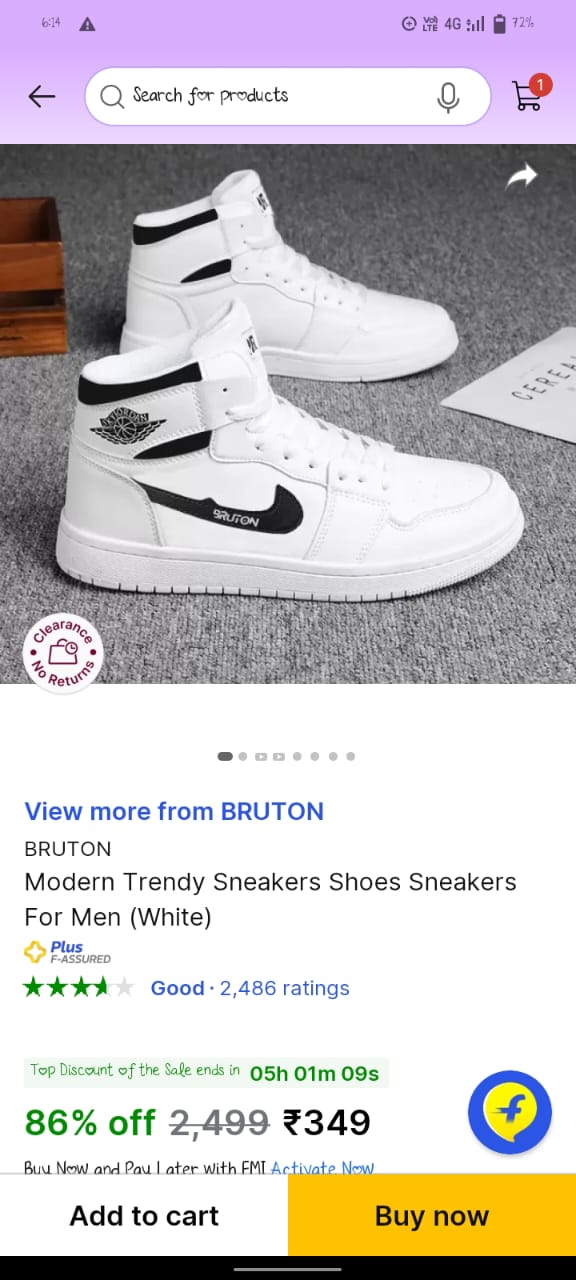 6:14
Vo)
LTE 4G 72%
Search for products
1
CEREA
BRUTON
Clearance
No Returns
View more from BRUTON
BRUTON
Modern Trendy Sneakers Shoes Sneakers
For Men (White)
Plus
F-ASSURED
Good · 2,486 ratings
Top Discount of the Sale ends in 05h 01m 09s
86% off 2,499 ₹349
Buy Now and Pay Later with EMI Activate Now
Add to cart Buy now